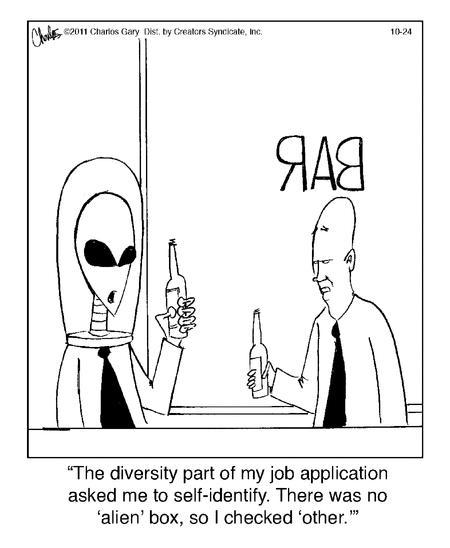 ©2011 Charlos Gary Dist. by Creators Syndicate, Inc. 10-24
BAR
“The diversity part of my job application
asked me to self-identify. There was no
‘alien’ box, so I checked ‘other.’”